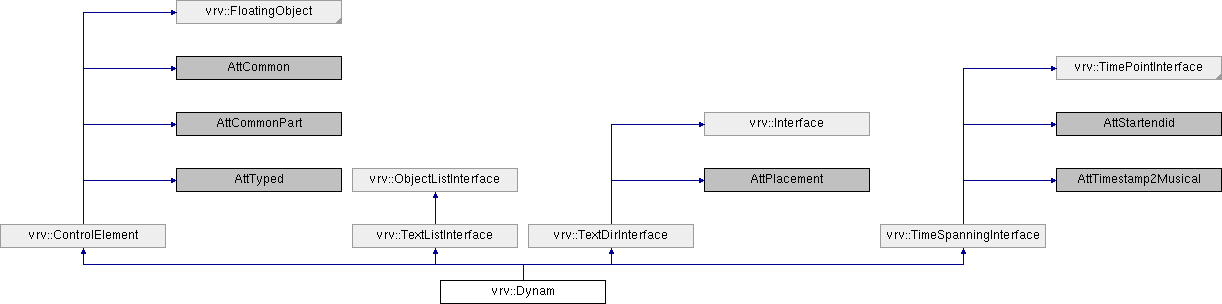 vrv::FloatingObject
AttCommon
vrv::TimePointInterface
AttCommonPart
vrv::Interface
AttStartendid
AttTyped
vrv::ObjectListInterface
AttPlacement
AttTimestamp2Musical
vrv::ControlElement
vrv::TextListInterface
vrv::TextDirInterface
vrv::TimeSpanningInterface
vrv::Dynam